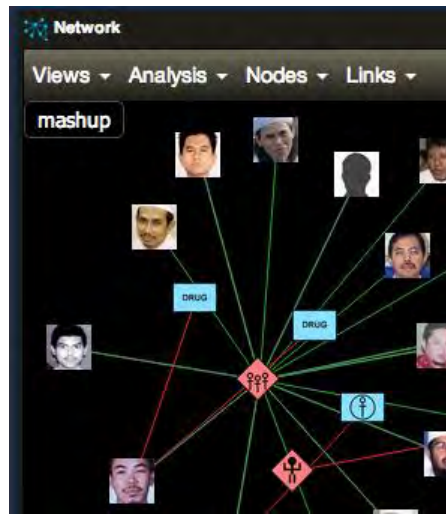 Network
Views Analysis Nodes Links
mashup
DRUG
DRUG